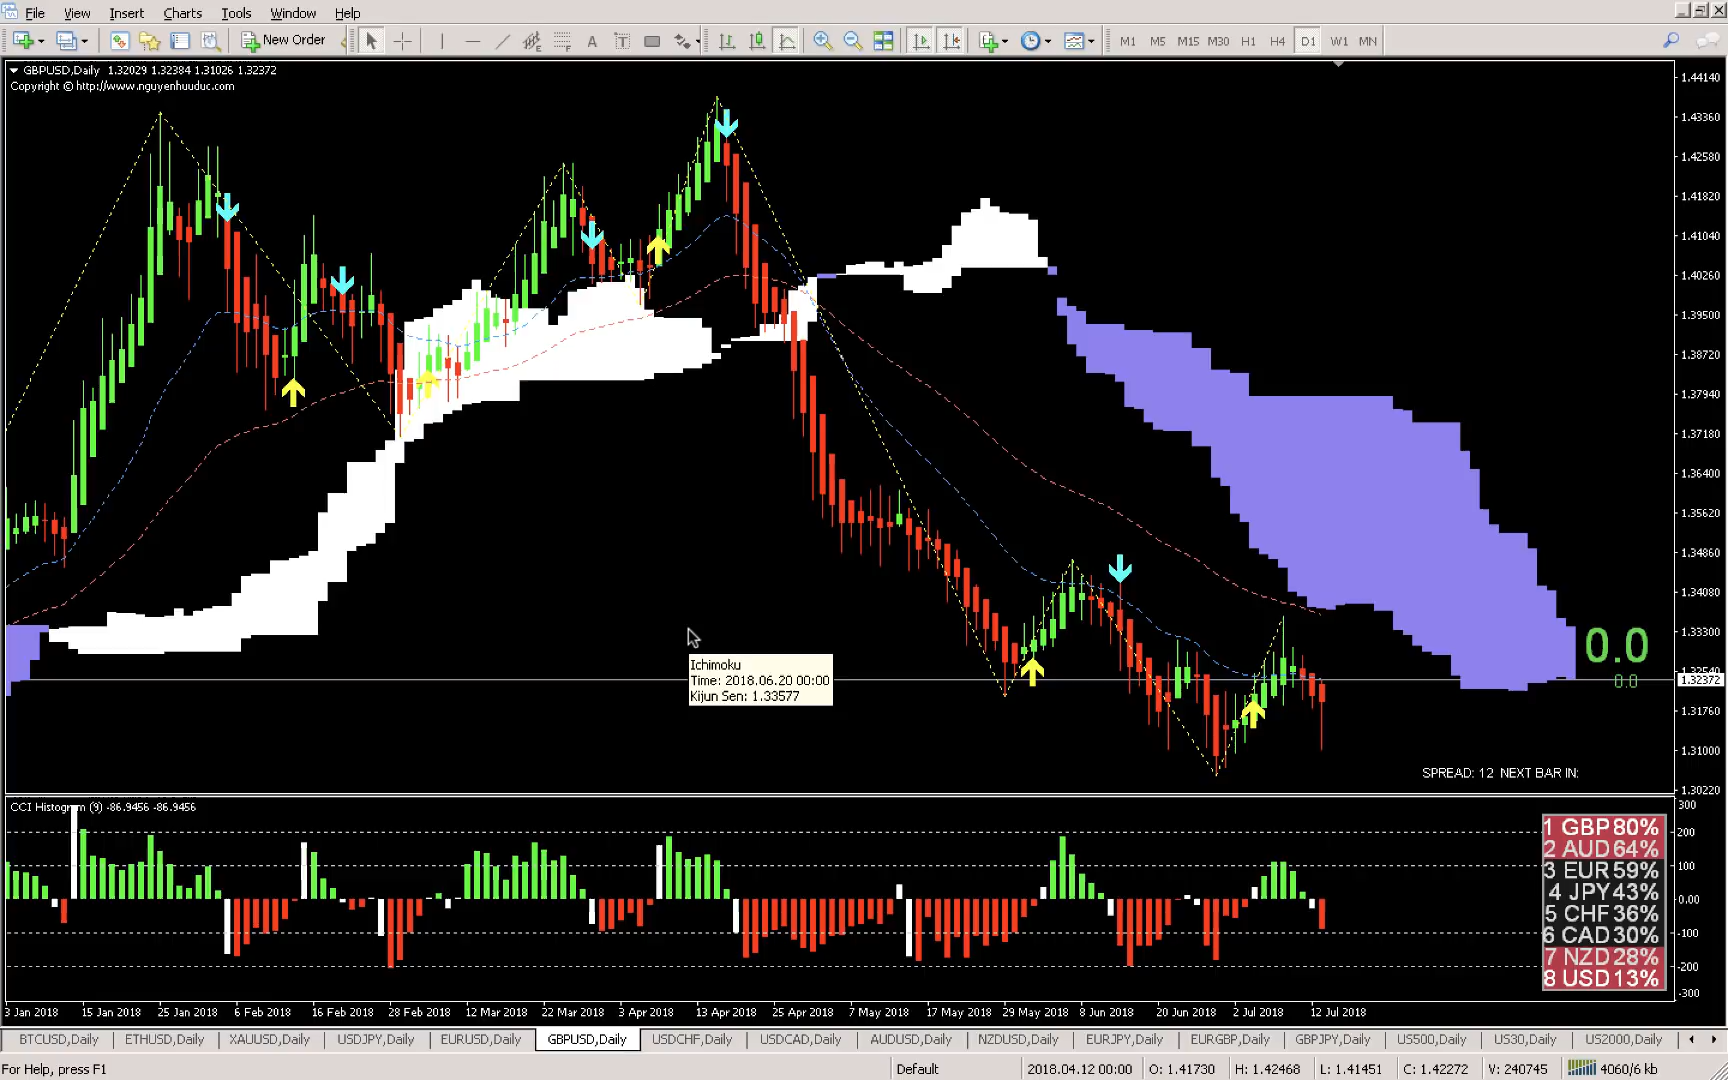 File View Insert Charts Tools Window Help
New Order A T M1 M5 M15 M30 H1 H4 D1 W1 MN
GBPUSD,Daily 1.32029 1.32384 1.31026 1.32372
Copyright © http://www.nguyenhuuduc.com
1.44140
1.43360
1.42580
1.41820
1.41040
1.40260
1.39500
1.38720
1.37940
1.37180
1.36400
1.35620
1.34860
1.34080
1.33300
1.32540
1.32372
1.31760
1.31000
1.30220
0.0
0.0
Ichimoku
Time: 2018.06.20 00:00
Kijun Sen: 1.33577
SPREAD: 12 NEXT BAR IN:
CCI Histogram (9) -86.9456 -86.9456
300
200
100
0.00
-100
-200
-300
1 GBP 80%
2 AUD 64%
3 EUR 59%
4 JPY 43%
5 CHF 36%
6 CAD 30%
7 NZD 28%
8 USD 13%
3 Jan 2018 15 Jan 2018 25 Jan 2018 6 Feb 2018 16 Feb 2018 28 Feb 2018 12 Mar 2018 22 Mar 2018 3 Apr 2018 13 Apr 2018 25 Apr 2018 7 May 2018 17 May 2018 29 May 2018 8 Jun 2018 20 Jun 2018 2 Jul 2018 12 Jul 2018
BTCUSD,Daily ETHUSD,Daily XAUUSD,Daily USDJPY,Daily EURUSD,Daily GBPUSD,Daily USDCHF,Daily USDCAD,Daily AUDUSD,Daily NZDUSD,Daily EURJPY,Daily EURGBP,Daily GBPJPY,Daily US500,Daily US30,Daily US2000,Daily
For Help, press F1 Default 2018.04.12 00:00 O: 1.41730 H: 1.42468 L: 1.41451 C: 1.42272 V: 240745 4060/6 kb